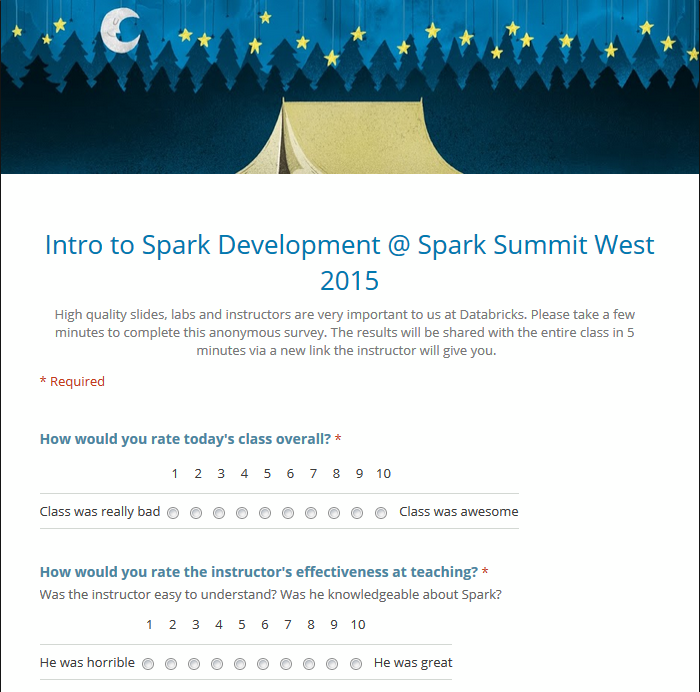 Intro to Spark Development @ Spark Summit West
2015
High quality slides, labs and instructors are very important to us at Databricks. Please take a few
minutes to complete this anonymous survey. The results will be shared with the entire class in 5
minutes via a new link the instructor will give you.
* Required
How would you rate today's class overall? *
1 2 3 4 5 6 7 8 9 10
Class was really bad Class was awesome
How would you rate the instructor's effectiveness at teaching? *
Was the instructor easy to understand? Was he knowledgeable about Spark?
1 2 3 4 5 6 7 8 9 10
He was horrible He was great